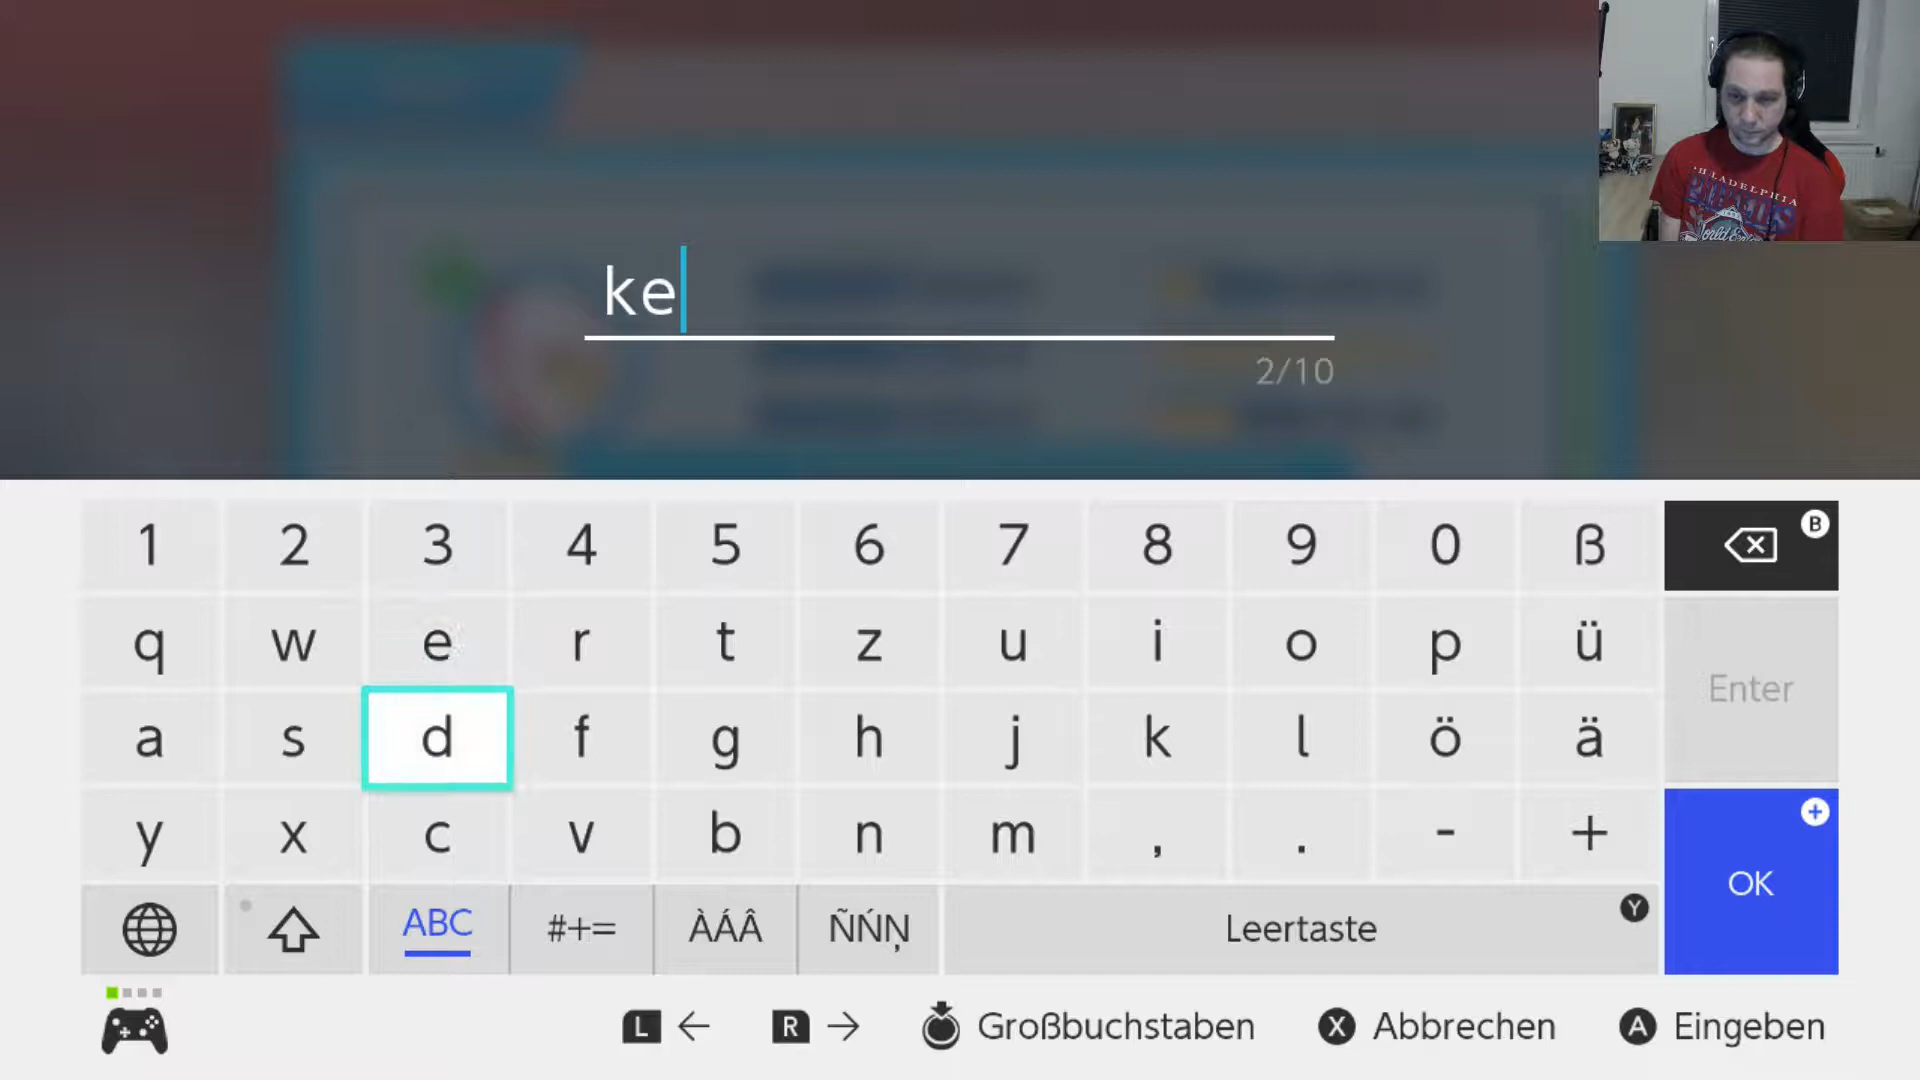 ke
2/10
1 2 3 4 5 6 7 8 9 0 ß B
q w e r t z u i o p ü
Enter
a s d f g h j k l ö ä
y x c v b n m , . - +
OK
ABC #+= ÀÁÂ ÑŃŅ Leertaste Y
L ← R → Großbuchstaben X Abbrechen A Eingeben
PHILADELPHIA